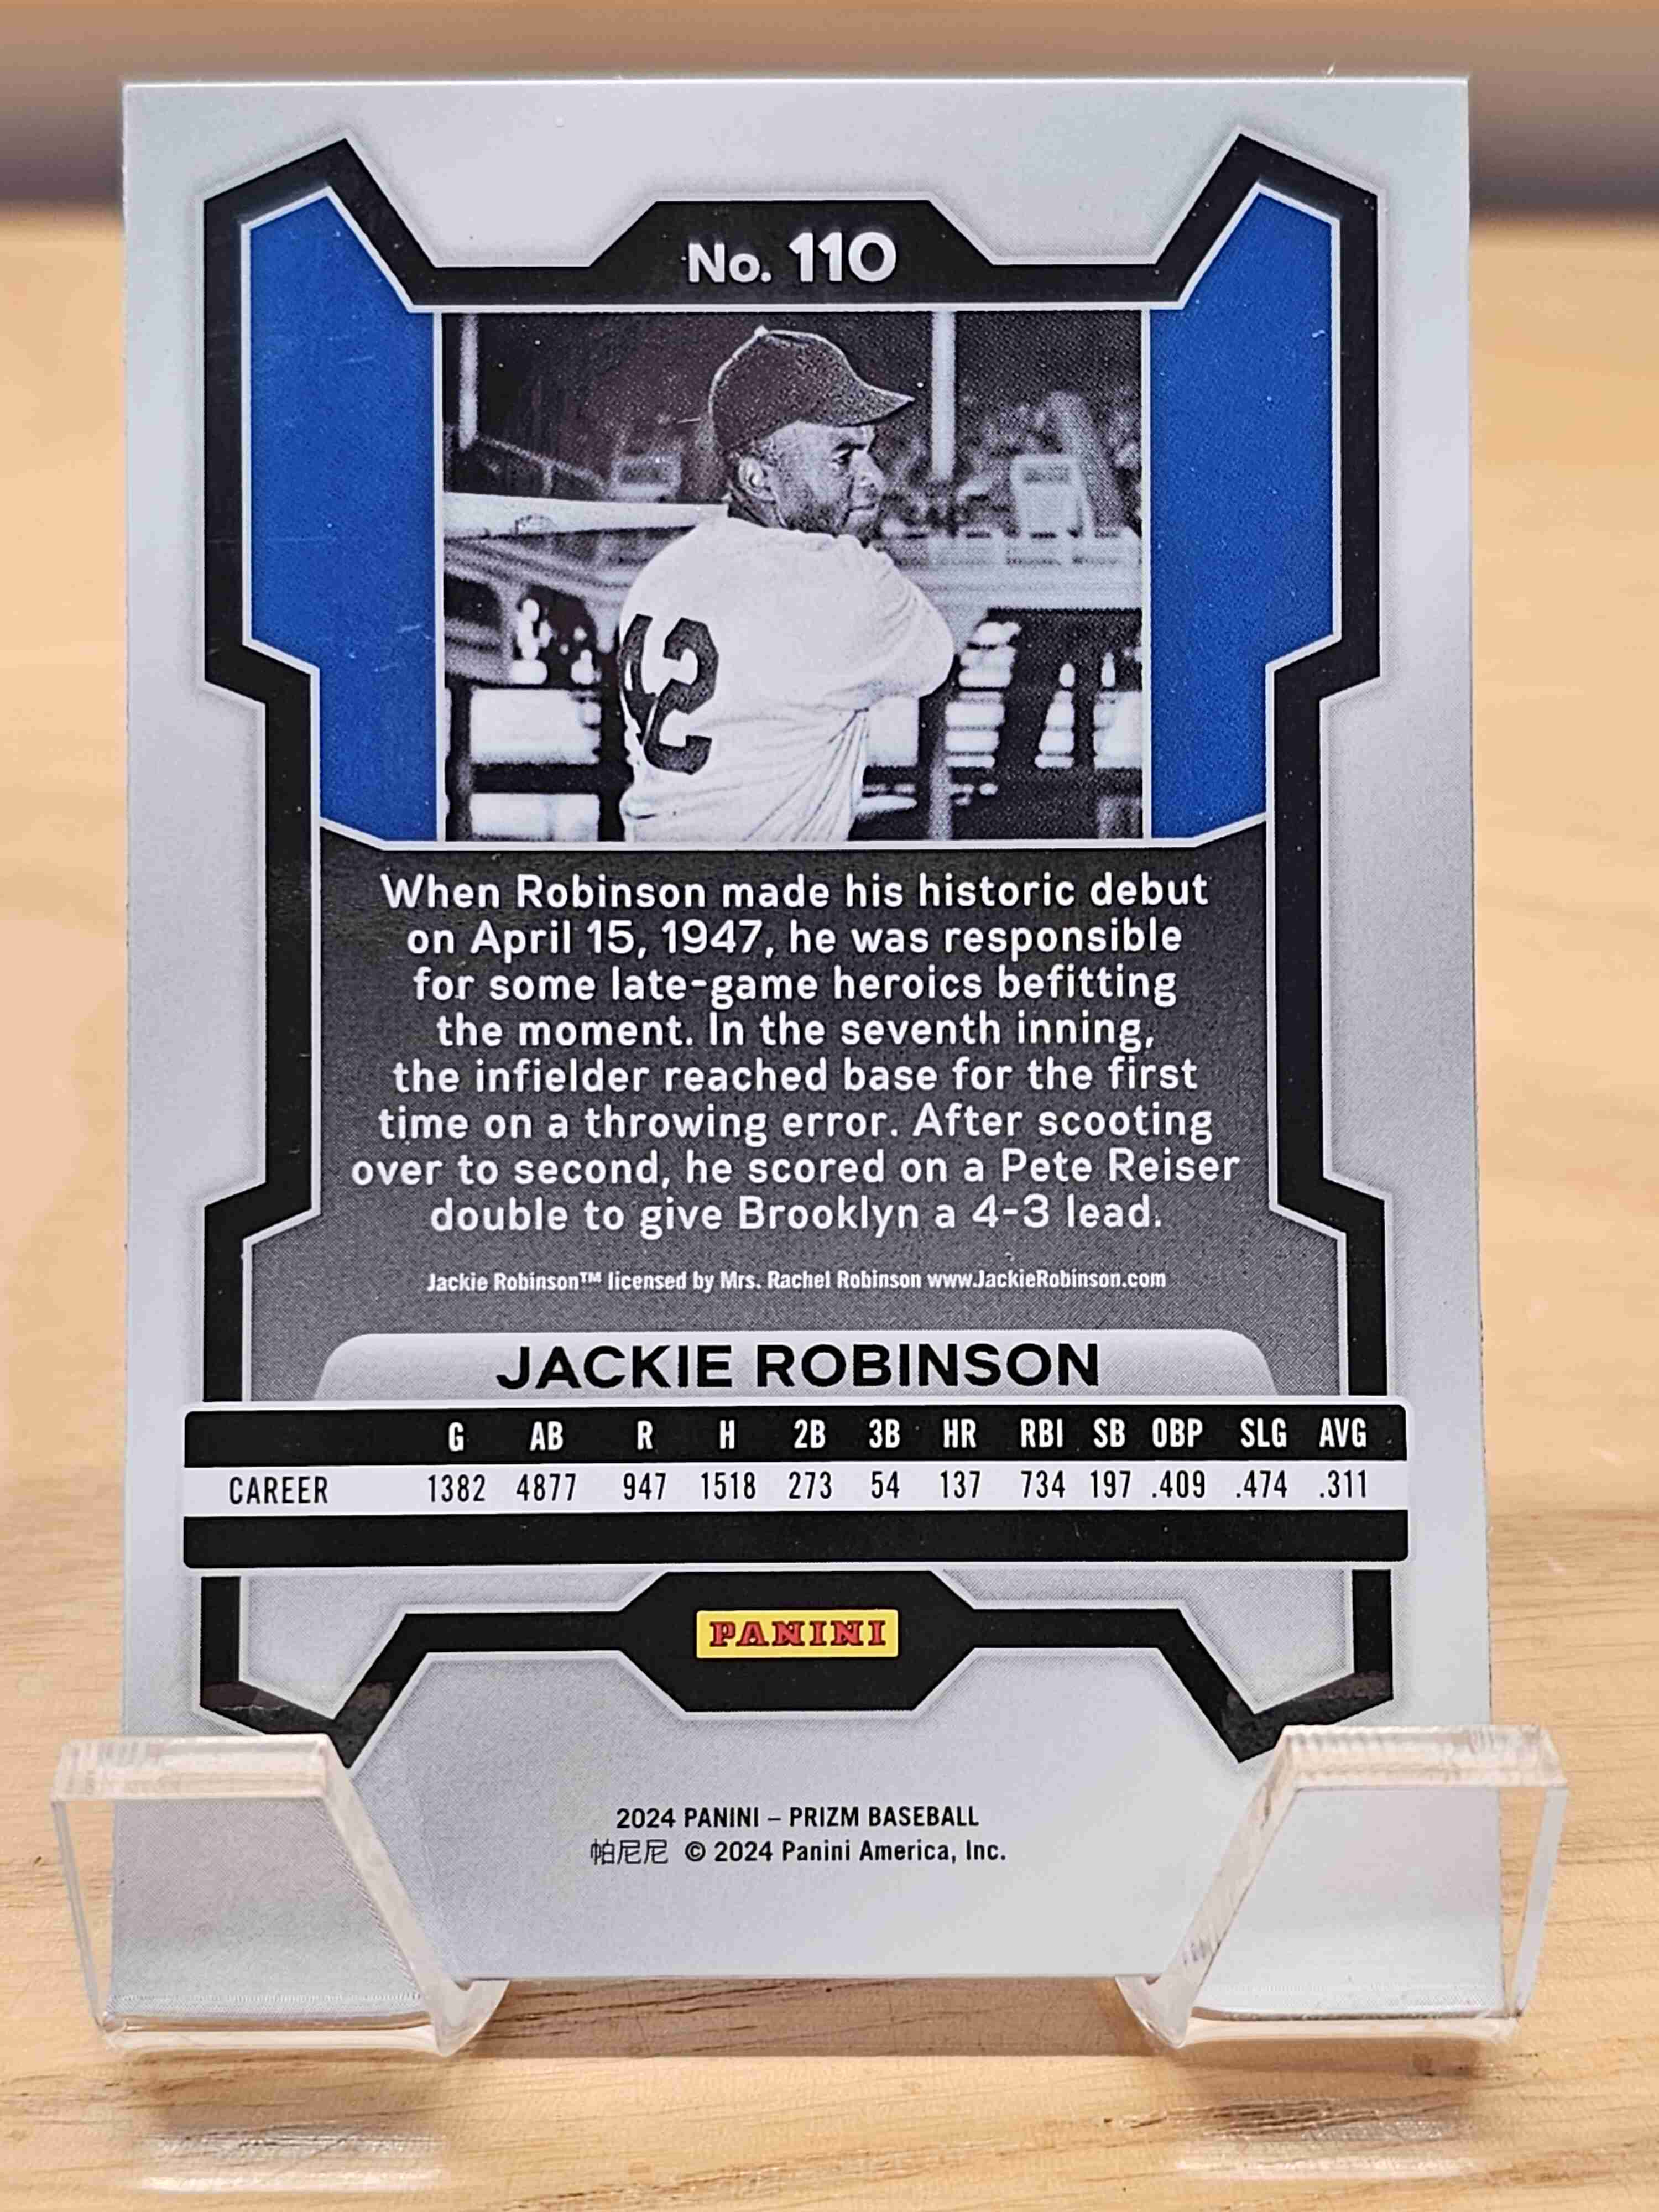 No. 110
42
When Robinson made his historic debut
on April 15, 1947, he was responsible
for some late-game heroics befitting
the moment. In the seventh inning,
the infielder reached base for the first
time on a throwing error. After scooting
over to second, he scored on a Pete Reiser
double to give Brooklyn a 4-3 lead.
Jackie Robinson™ licensed by Mrs. Rachel Robinson www.JackieRobinson.com
JACKIE ROBINSON
G AB R H 2B 3B HR RBI SB OBP SLG AVG
CAREER 1382 4877 947 1518 273 54 137 734 197 .409 .474 .311
PANINI
2024 PANINI – PRIZM BASEBALL
帕尼尼 © 2024 Panini America, Inc.